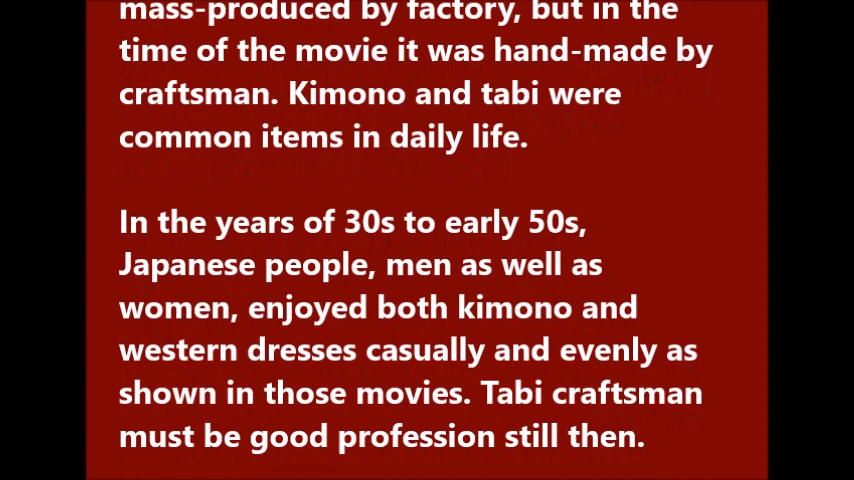 mass-produced by factory, but in the
time of the movie it was hand-made by
craftsman. Kimono and tabi were
common items in daily life.
In the years of 30s to early 50s,
Japanese people, men as well as
women, enjoyed both kimono and
western dresses casually and evenly as
shown in those movies. Tabi craftsman
must be good profession still then.